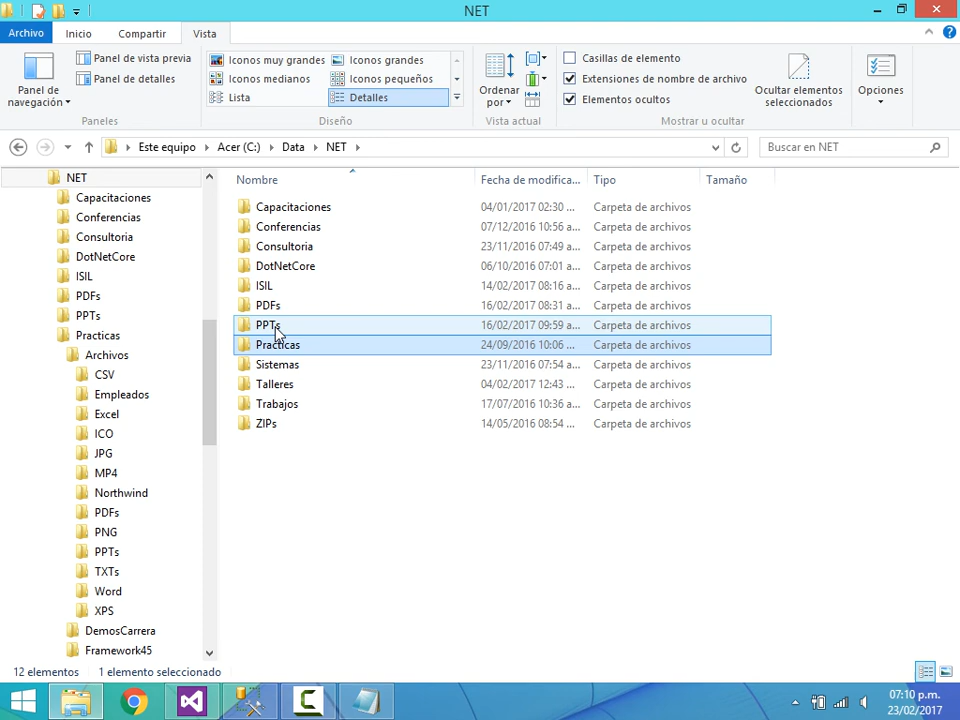 NET
Archivo Inicio Compartir Vista
Panel de navegación
Panel de vista previa
Panel de detalles
Paneles
Iconos muy grandes Iconos grandes
Iconos medianos Iconos pequeños
Lista Detalles
Diseño
Ordenar por
Vista actual
Casillas de elemento
Extensiones de nombre de archivo
Elementos ocultos
Ocultar elementos seleccionados
Mostrar u ocultar
Opciones
Este equipo Acer (C:) Data NET
Buscar en NET
NET
Capacitaciones
Conferencias
Consultoria
DotNetCore
ISIL
PDFs
PPTs
Practicas
Archivos
CSV
Empleados
Excel
ICO
JPG
MP4
Northwind
PDFs
PNG
PPTs
TXTs
Word
XPS
DemosCarrera
Framework45
Nombre Fecha de modifica... Tipo Tamaño
Capacitaciones 04/01/2017 02:30 ... Carpeta de archivos
Conferencias 07/12/2016 10:56 a... Carpeta de archivos
Consultoria 23/11/2016 07:49 a... Carpeta de archivos
DotNetCore 06/10/2016 07:01 a... Carpeta de archivos
ISIL 14/02/2017 08:16 a... Carpeta de archivos
PDFs 16/02/2017 08:31 a... Carpeta de archivos
PPTs 16/02/2017 09:59 a... Carpeta de archivos
Practicas 24/09/2016 10:06 ... Carpeta de archivos
Sistemas 23/11/2016 07:54 a... Carpeta de archivos
Talleres 04/02/2017 12:43 ... Carpeta de archivos
Trabajos 17/07/2016 10:36 a... Carpeta de archivos
ZIPs 14/05/2016 08:54 ... Carpeta de archivos
12 elementos 1 elemento seleccionado
07:10 p.m.
23/02/2017